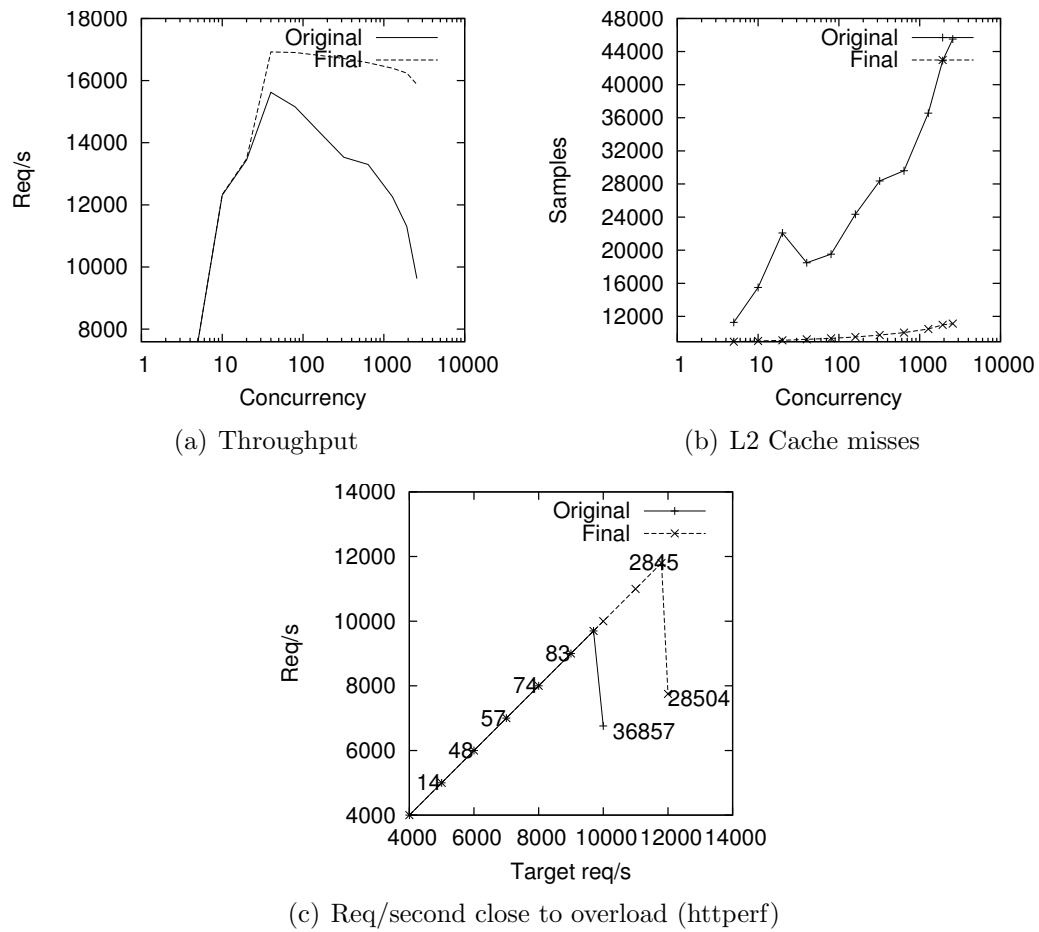 18000
Original
Final
16000
14000
Req/s
12000
10000
8000
1 10 100 1000 10000
Concurrency
(a) Throughput
48000
Original
44000
Final
40000
36000
32000
Samples
28000
24000
20000
16000
12000
1 10 100 1000 10000
Concurrency
(b) L2 Cache misses
14000
Original
Final
12000
2845
10000
Req/s
83
8000
74
28504
57
36857
6000
48
14
4000
4000 6000 8000 10000 12000 14000
Target req/s
(c) Req/second close to overload (httperf)